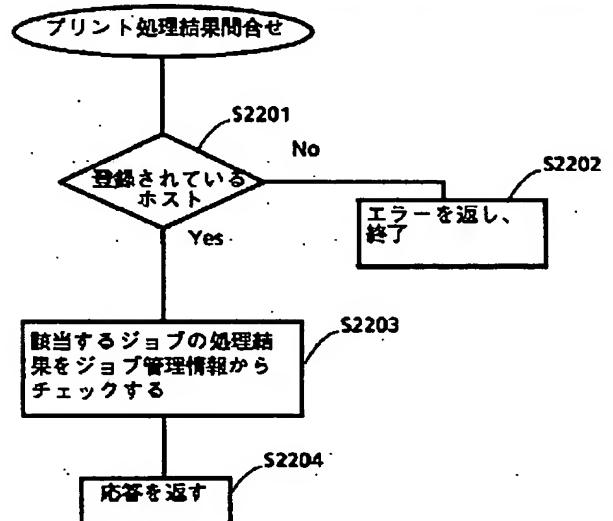 プリント処理結果問合せ
S2201
登録されている
ホスト
No
S2202
エラーを返し、
終了
Yes
S2203
該当するジョブの処理結
果をジョブ管理情報から
チェックする
S2204
応答を返す